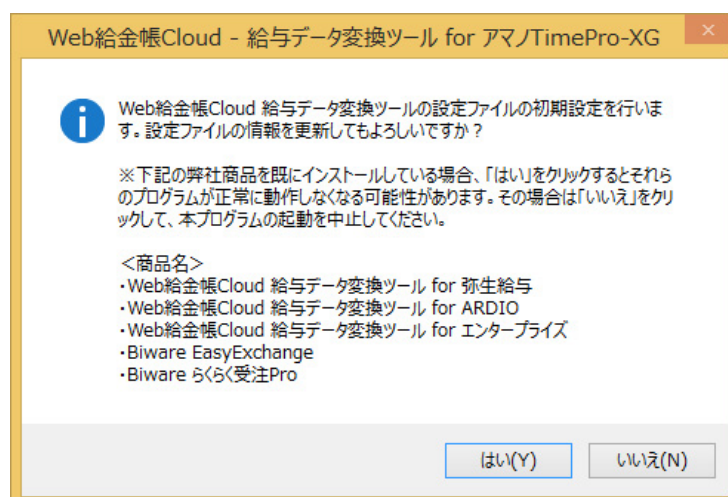 Web給金帳Cloud - 給与データ変換ツール for アマノTimePro-XG
Web給金帳Cloud 給与データ変換ツールの設定ファイルの初期設定を行いま
す。設定ファイルの情報を更新してもよろしいですか？
※下記の弊社商品を既にインストールしている場合、「はい」をクリックするとそれら
のプログラムが正常に動作しなくなる可能性があります。その場合は「いいえ」をクリ
ックして、本プログラムの起動を中止してください。
＜商品名＞
・Web給金帳Cloud 給与データ変換ツール for 弥生給与
・Web給金帳Cloud 給与データ変換ツール for ARDIO
・Web給金帳Cloud 給与データ変換ツール for エンタープライズ
・Biware EasyExchange
・Biware らくらく受注Pro
はい(Y)
いいえ(N)